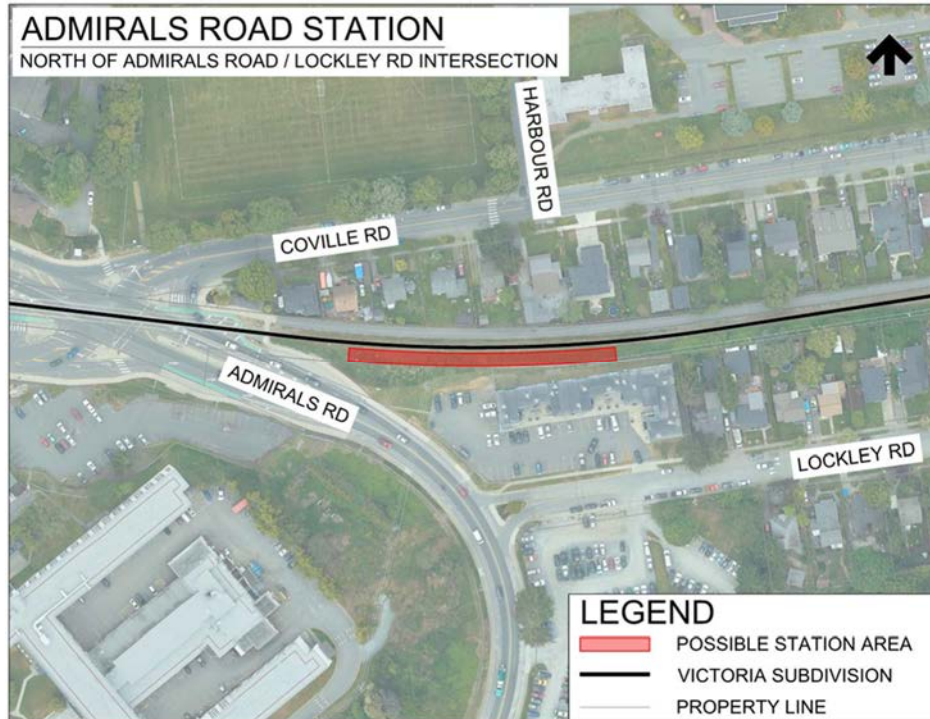 ADMIRALS ROAD STATION
NORTH OF ADMIRALS ROAD / LOCKLEY RD INTERSECTION
HARBOUR RD
COVILLE RD
ADMIRALS RD
LOCKLEY RD
LEGEND
POSSIBLE STATION AREA
VICTORIA SUBDIVISION
PROPERTY LINE